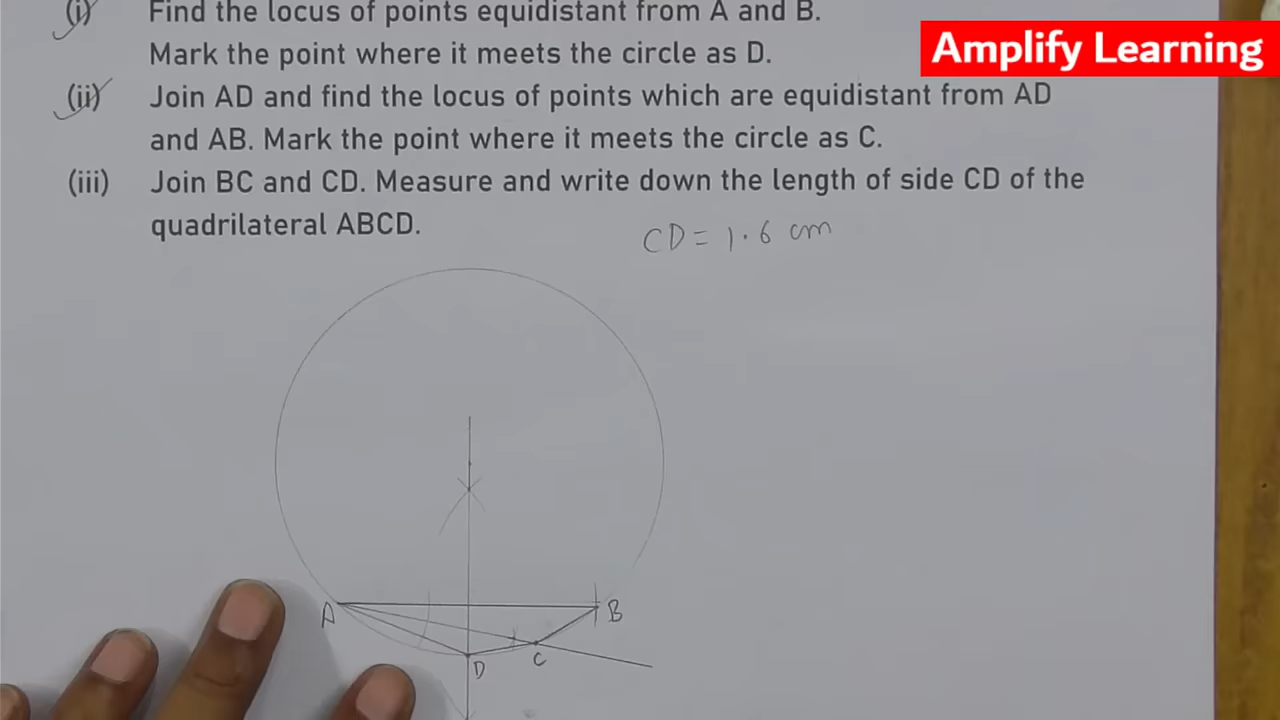 (i) Find the locus of points equidistant from A and B.
Amplify Learning
Mark the point where it meets the circle as D.
(ii) Join AD and find the locus of points which are equidistant from AD
and AB. Mark the point where it meets the circle as C.
(iii) Join BC and CD. Measure and write down the length of side CD of the
quadrilateral ABCD.
CD = 1.6 cm
A
B
D
C